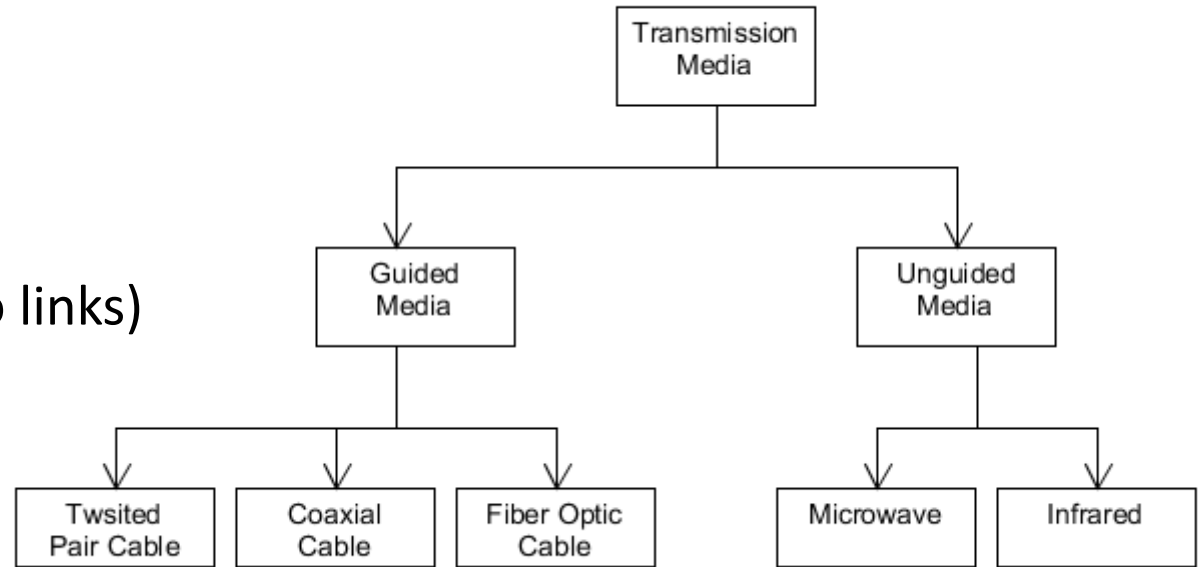 Transmission
Media
Guided
Media
Unguided
Media
links)
Twsited
Pair Cable
Coaxial
Cable
Fiber Optic
Cable
Microwave
Infrared